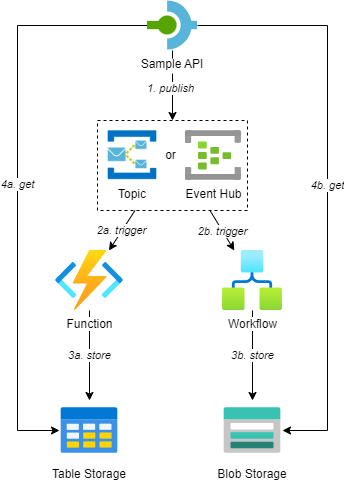 Sample API
1. publish
or
Topic
Event Hub
4a. get
4b. get
2a. trigger
2b. trigger
Function
Workflow
3a. store
3b. store
Table Storage
Blob Storage